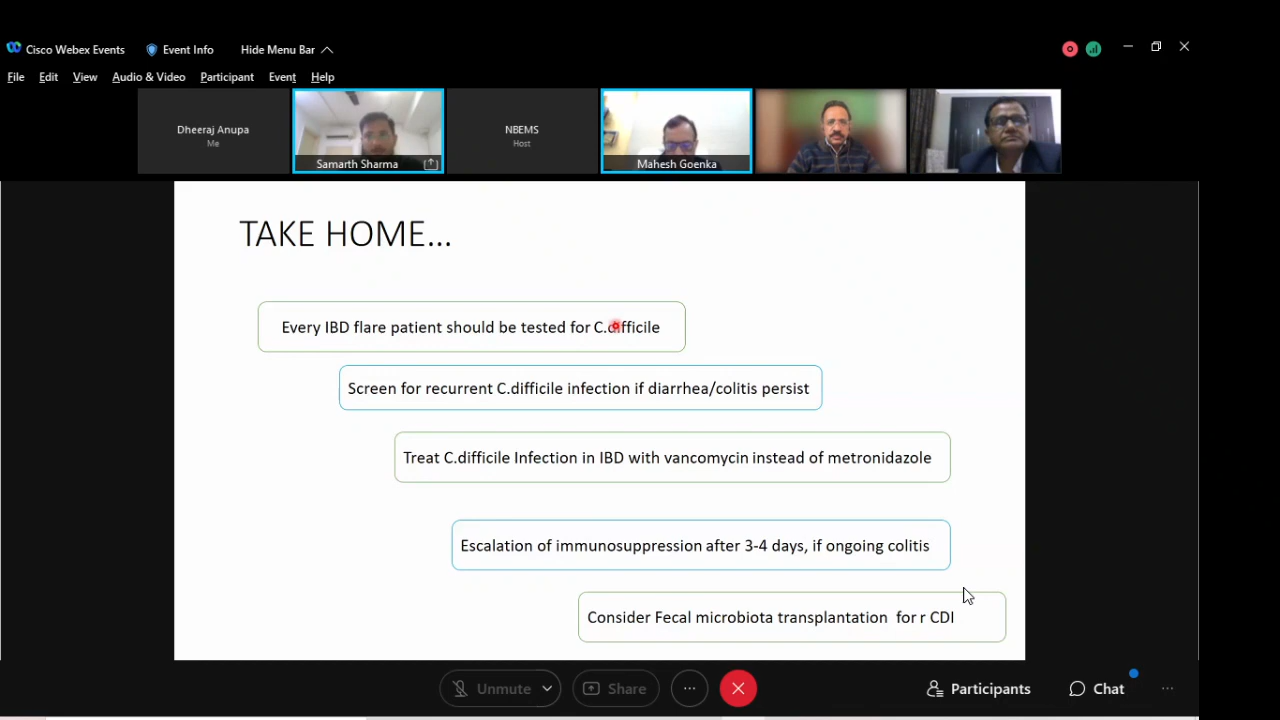 Cisco Webex Events
Event Info
Hide Menu Bar
File Edit View Audio & Video Participant Event Help
Dheeraj Anupa
Me
Samarth Sharma
NBEMS
Host
Mahesh Goenka
TAKE HOME...
Every IBD flare patient should be tested for C.difficile
Screen for recurrent C.difficile infection if diarrhea/colitis persist
Treat C.difficile Infection in IBD with vancomycin instead of metronidazole
Escalation of immunosuppression after 3-4 days, if ongoing colitis
Consider Fecal microbiota transplantation for r CDI
Unmute
Share
Participants
Chat